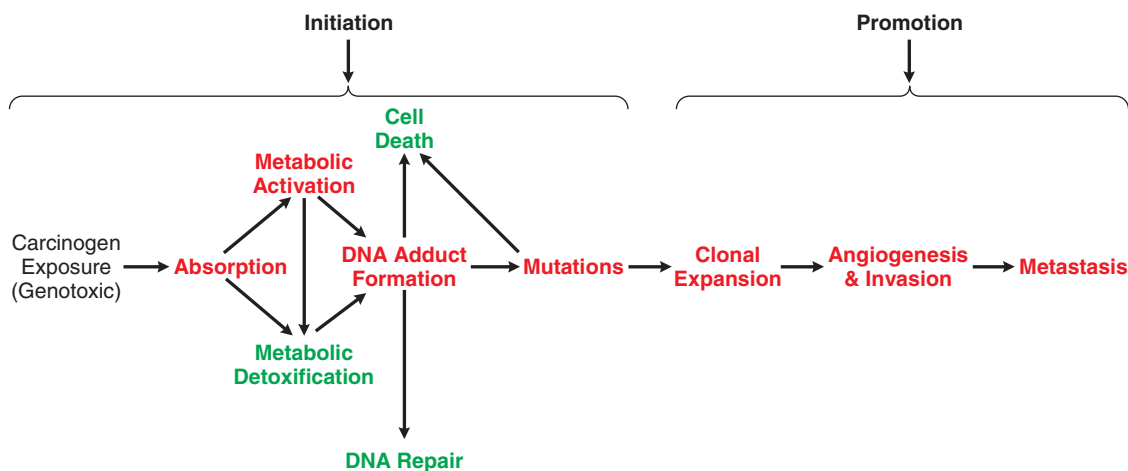 Initiation
Promotion
Cell
Death
Metabolic
Activation
Carcinogen
Exposure
(Genotoxic)
Absorption
DNA Adduct
Formation
Mutations
Clonal
Expansion
Angiogenesis
& Invasion
Metastasis
Metabolic
Detoxification
DNA Repair